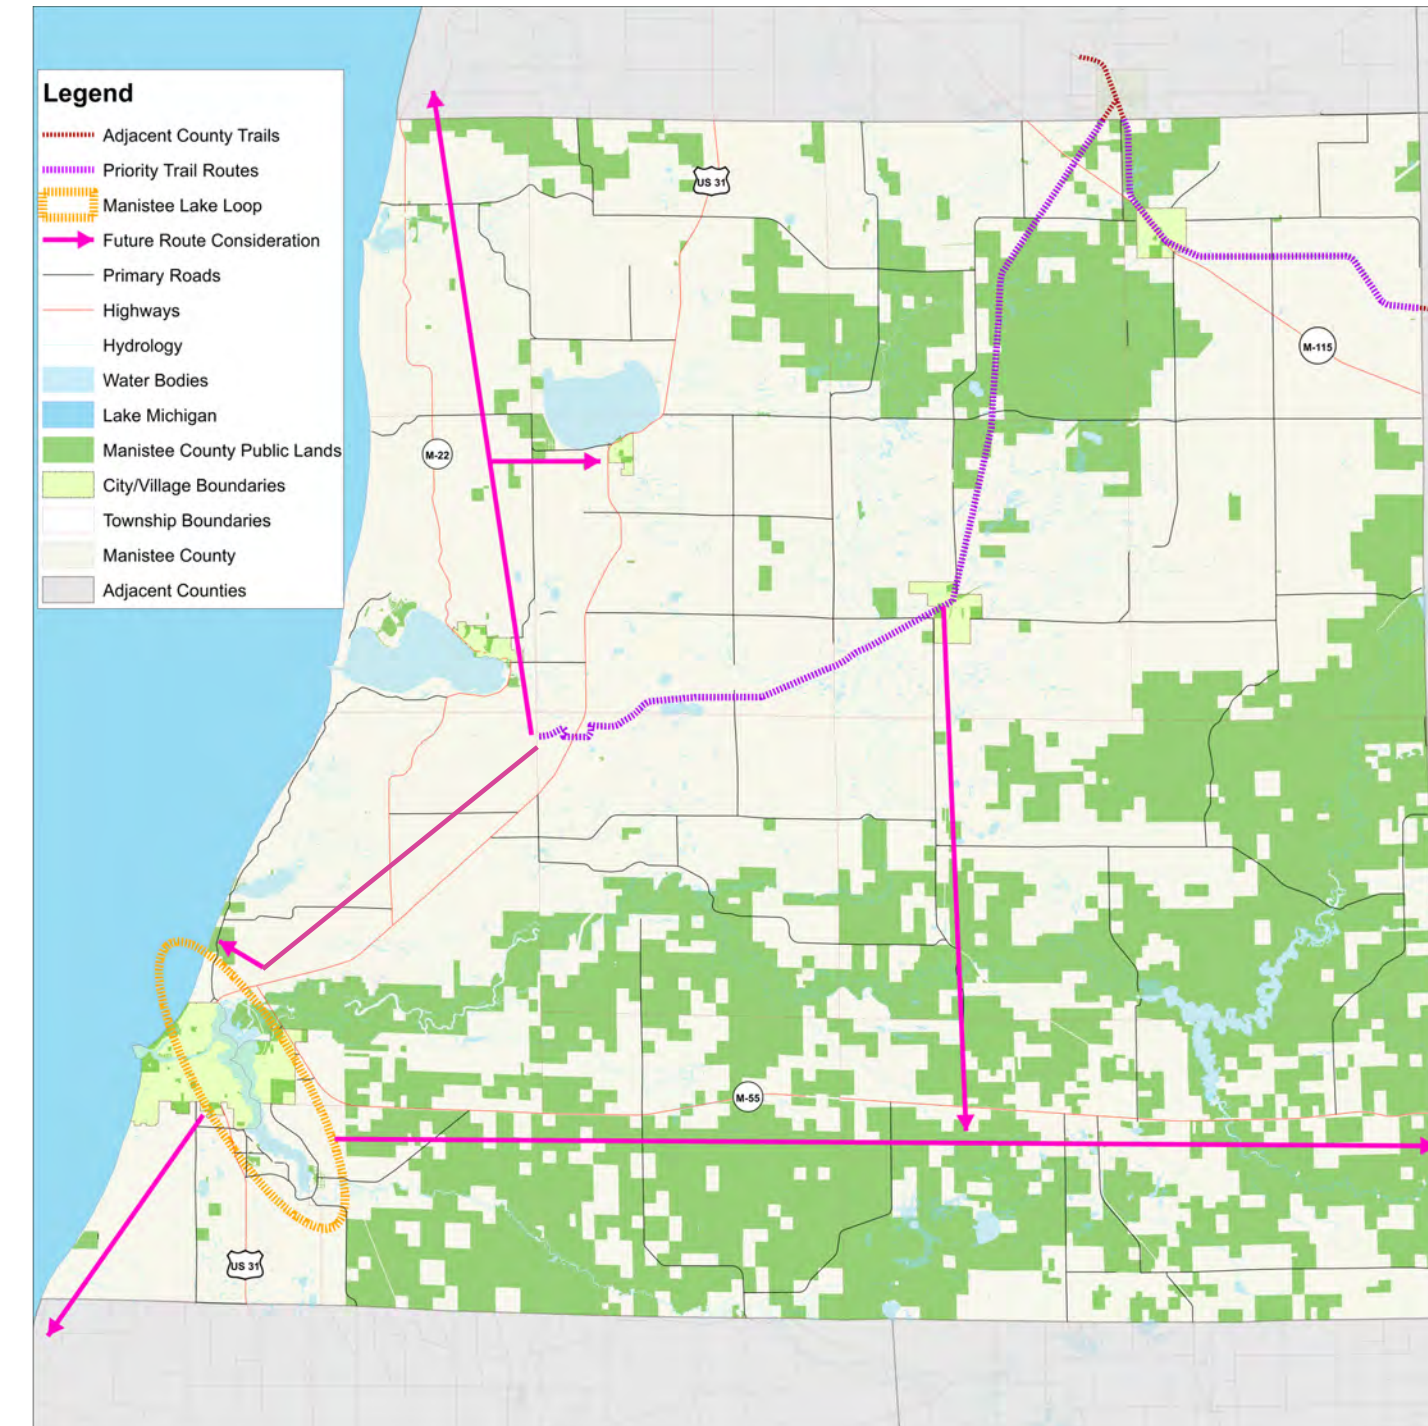 Legend
Adjacent County Trails
Priority Trail Routes
Manistee Lake Loop
Future Route Consideration
Primary Roads
Highways
Hydrology
Water Bodies
Lake Michigan
Manistee County Public Lands
City/Village Boundaries
Township Boundaries
Manistee County
Adjacent Counties
US 31
M-115
M-22
M-55
US 31